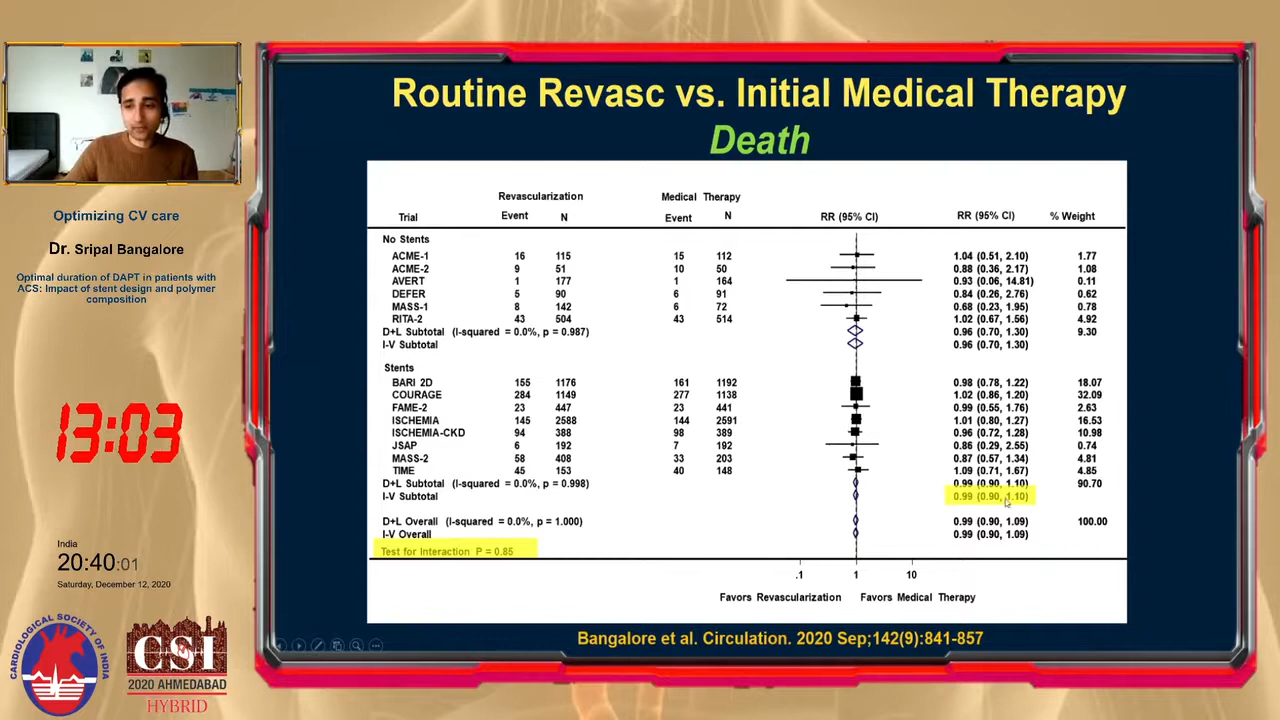 Optimizing CV care
Dr. Sripal Bangalore
Optimal duration of DAPT in patients with
ACS: Impact of stent design and polymer
composition
13:03
India
20:40:01
Saturday, December 12, 2020
CARDIOLOGICAL SOCIETY OF INDIA
CSI
2020 AHMEDABAD
HYBRID
Routine Revasc vs. Initial Medical Therapy
Death
Revascularization Medical Therapy
Trial Event N Event N RR (95% CI) RR (95% CI) % Weight
No Stents
ACME-1 16 115 15 112 1.04 (0.51, 2.10) 1.77
ACME-2 9 51 10 50 0.88 (0.36, 2.17) 1.08
AVERT 1 177 1 164 0.93 (0.06, 14.81) 0.11
DEFER 5 90 6 91 0.84 (0.26, 2.76) 0.62
MASS-1 8 142 6 72 0.68 (0.23, 1.95) 0.78
RITA-2 43 504 43 514 1.02 (0.67, 1.56) 4.92
D+L Subtotal (I-squared = 0.0%, p = 0.987) 0.96 (0.70, 1.30) 9.30
I-V Subtotal 0.96 (0.70, 1.30)
Stents
BARI 2D 155 1176 161 1192 0.98 (0.78, 1.22) 18.07
COURAGE 284 1149 277 1138 1.02 (0.86, 1.20) 32.09
FAME-2 23 447 23 441 0.99 (0.55, 1.76) 2.63
ISCHEMIA 145 2588 144 2591 1.01 (0.80, 1.27) 16.53
ISCHEMIA-CKD 94 388 98 389 0.96 (0.72, 1.28) 10.98
JSAP 6 192 7 192 0.86 (0.29, 2.55) 0.74
MASS-2 58 408 33 203 0.87 (0.57, 1.34) 4.81
TIME 45 153 40 148 1.09 (0.71, 1.67) 4.85
D+L Subtotal (I-squared = 0.0%, p = 0.998) 0.99 (0.90, 1.10) 90.70
I-V Subtotal 0.99 (0.90, 1.10)
D+L Overall (I-squared = 0.0%, p = 1.000) 0.99 (0.90, 1.09) 100.00
I-V Overall 0.99 (0.90, 1.09)
Test for Interaction P = 0.85
.1 1 10
Favors Revascularization Favors Medical Therapy
Bangalore et al. Circulation. 2020 Sep;142(9):841-857